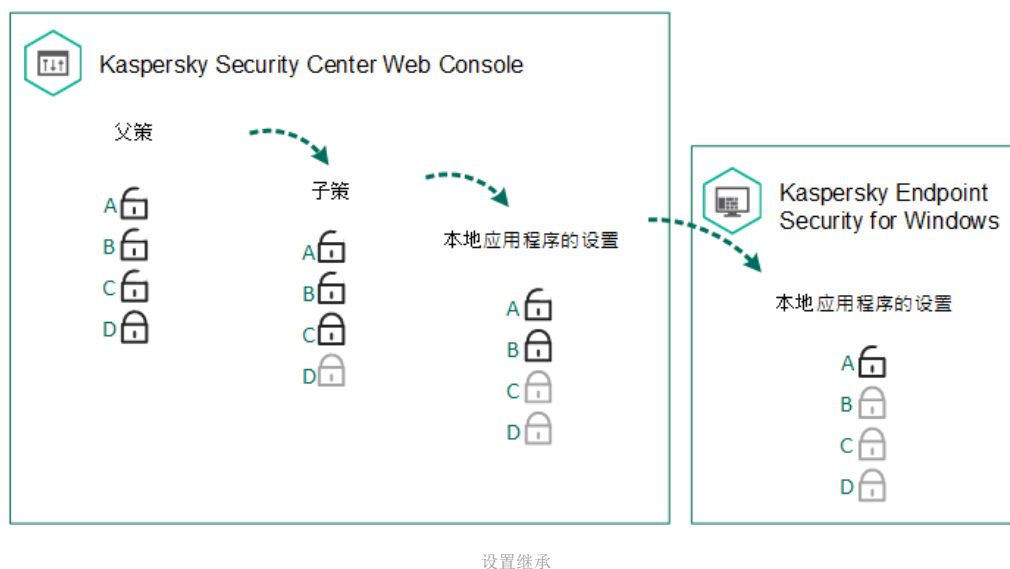 Kaspersky Security Center Web Console
父策
A
B
C
D
子策
A
B
C
D
本地应用程序的设置
A
B
C
D
Kaspersky Endpoint
Security for Windows
本地应用程序的设置
A
B
C
D
设置继承